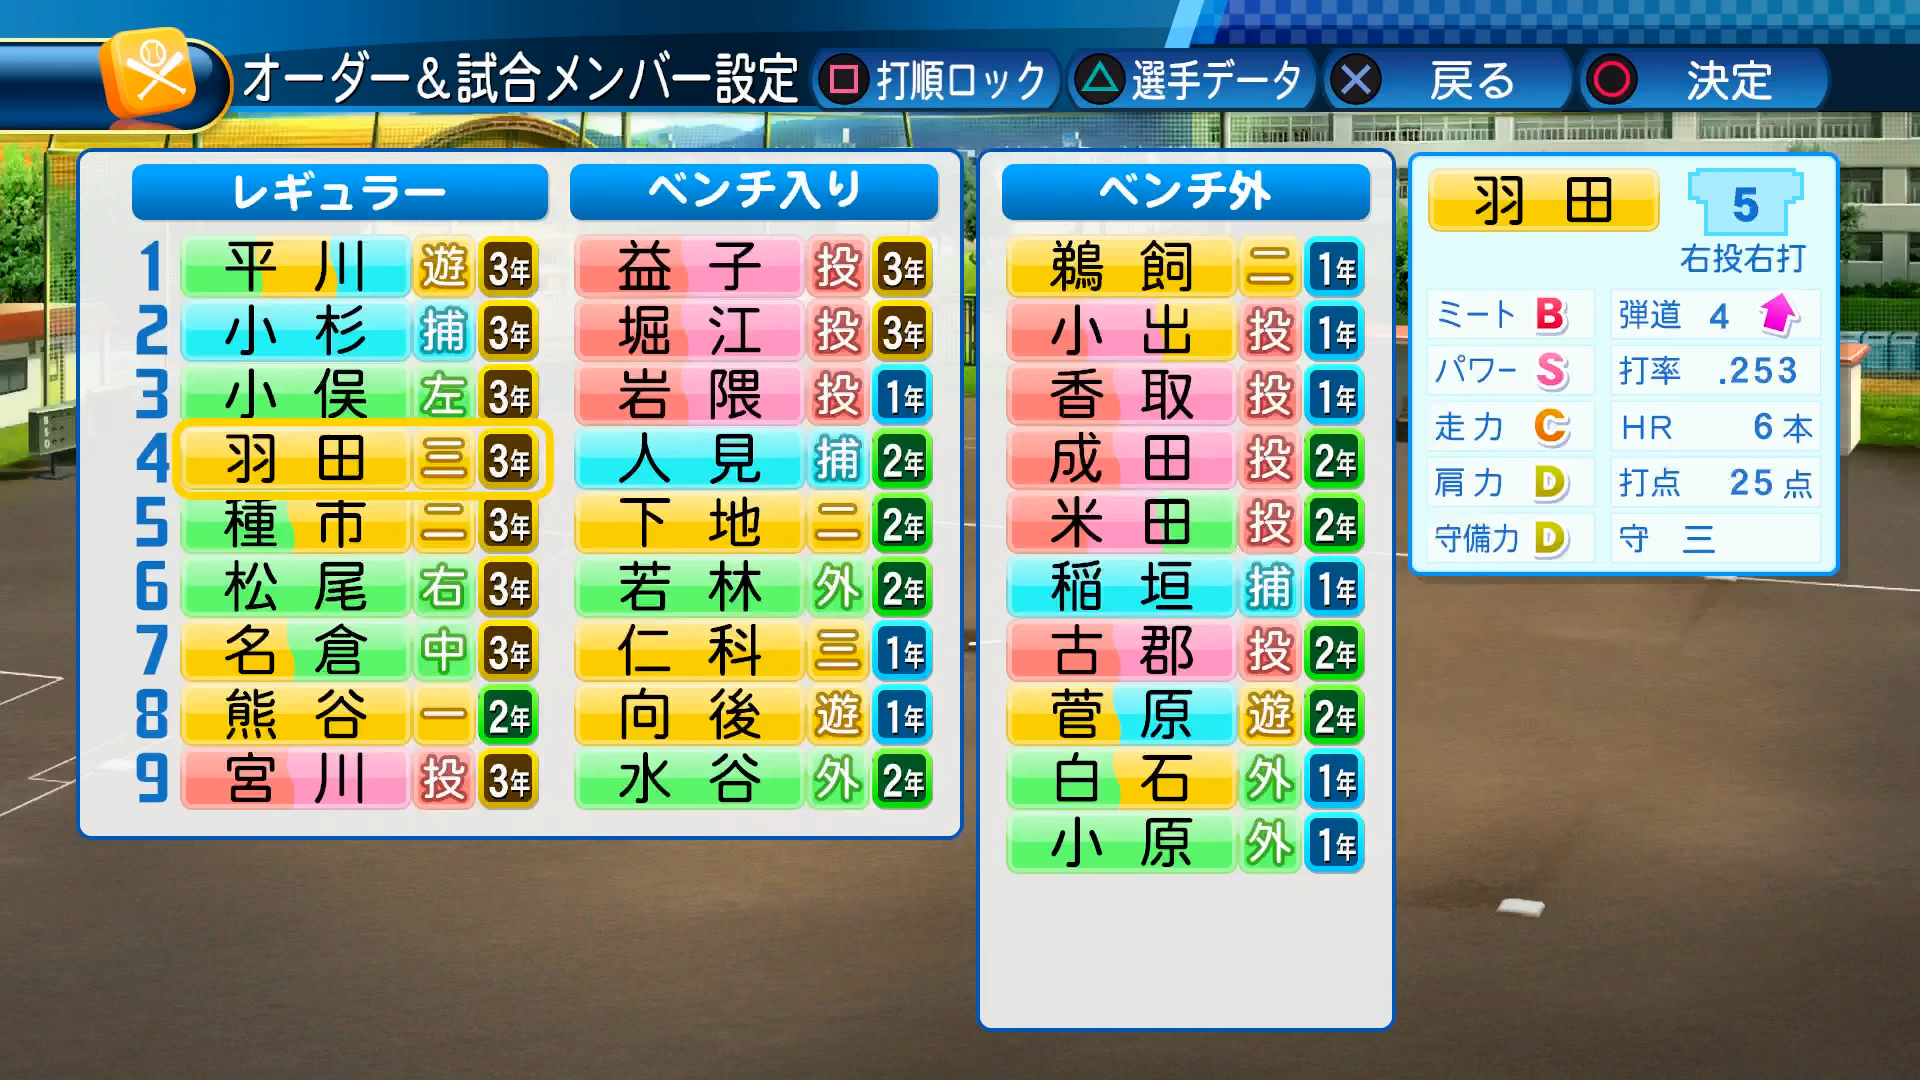 オーダー＆試合メンバー設定 打順ロック 選手データ 戻る 決定
レギュラー
1 平川 遊 3年
2 小杉 捕 3年
3 小俣 左 3年
4 羽田 三 3年
5 種市 二 3年
6 松尾 右 3年
7 名倉 中 3年
8 熊谷 一 2年
9 宮川 投 3年
ベンチ入り
益子 投 3年
堀江 投 3年
岩隈 投 1年
人見 捕 2年
下地 二 2年
若林 外 2年
仁科 三 1年
向後 遊 1年
水谷 外 2年
ベンチ外
鵜飼 二 1年
小出 投 1年
香取 投 1年
成田 投 2年
米田 投 2年
稲垣 捕 1年
古郡 投 2年
菅原 遊 2年
白石 外 1年
小原 外 1年
羽田 5
右投右打
ミート B 弾道 4
パワー S 打率 .253
走力 C HR 6本
肩力 D 打点 25点
守備力 D 守 三